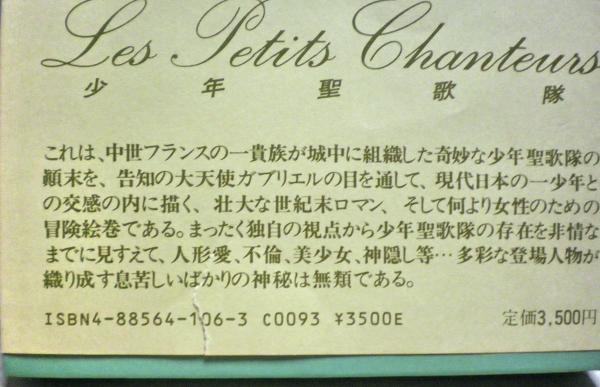 Les Petits Chanteurs
少年聖歌隊
これは、中世フランスの一貴族が城中に組織した奇妙な少年聖歌隊の
顚末を、告知の大天使ガブリエルの目を通して、現代日本の一少年と
の交感の内に描く、壮大な世紀末ロマン、そして何より女性のための
冒険絵巻である。まったく独自の視点から少年聖歌隊の存在を非情な
までに見すえて、人形愛、不倫、美少女、神隠し等…多彩な登場人物が
織り成す息苦しいばかりの神秘は無類である。
ISBN4-88564-106-3 C0093 ¥3500E 定価3,500円